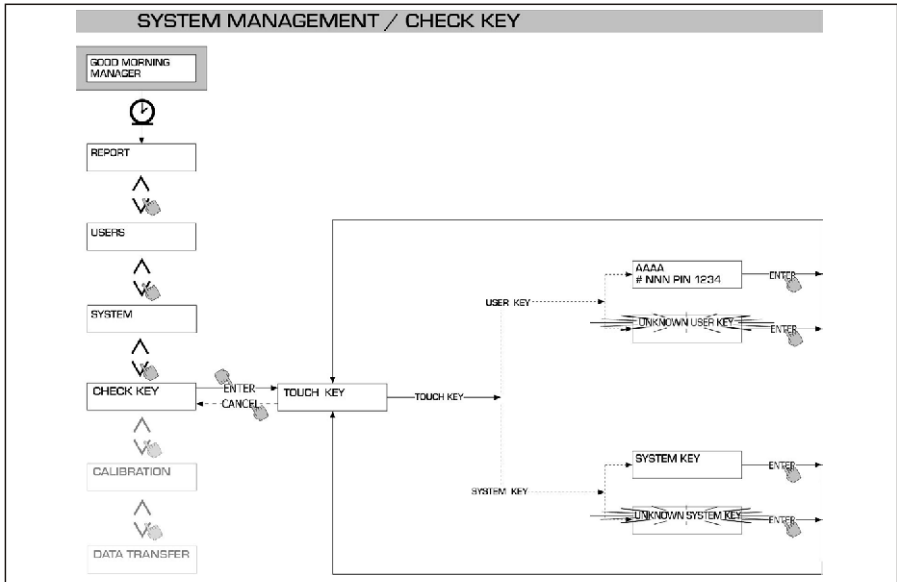 SYSTEM MANAGEMENT / CHECK KEY
GOOD MORNING
MANAGER
REPORT
USERS
SYSTEM
CHECK KEY
ENTER
CANCEL
TOUCH KEY
TOUCH KEY
USER KEY
AAAA
# NNN PIN 1234
ENTER
UNKNOWN USER KEY
ENTER
SYSTEM KEY
SYSTEM KEY
ENTER
UNKNOWN SYSTEM KEY
ENTER
CALIBRATION
DATA TRANSFER